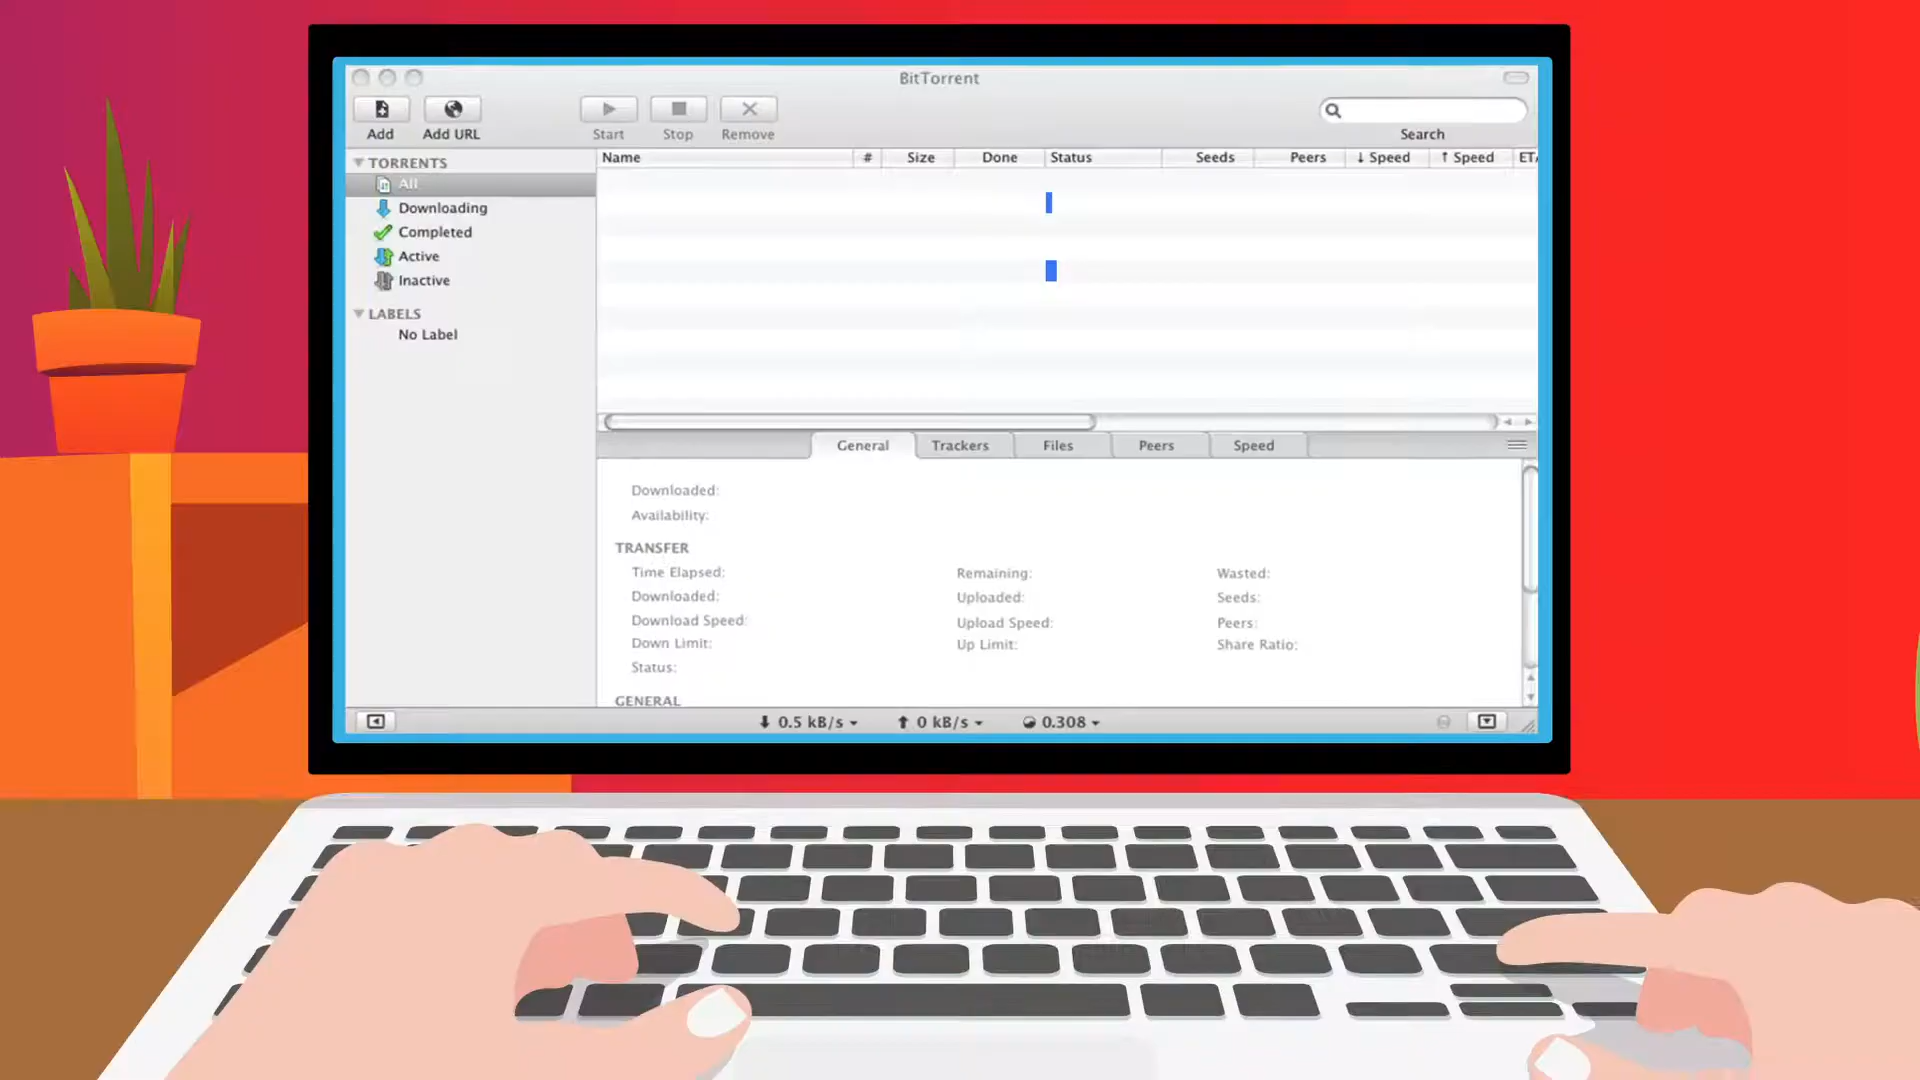 BitTorrent
Add
Add URL
Start
Stop
Remove
Search
TORRENTS
All
Downloading
Completed
Active
Inactive
LABELS
No Label
Name # Size Done Status Seeds Peers ↓ Speed ↑ Speed ETA
General Trackers Files Peers Speed
Downloaded:
Availability:
TRANSFER
Time Elapsed: Remaining: Wasted:
Downloaded: Uploaded: Seeds:
Download Speed: Upload Speed: Peers:
Down Limit: Up Limit: Share Ratio:
Status:
GENERAL
0.5 kB/s 0 kB/s 0.308